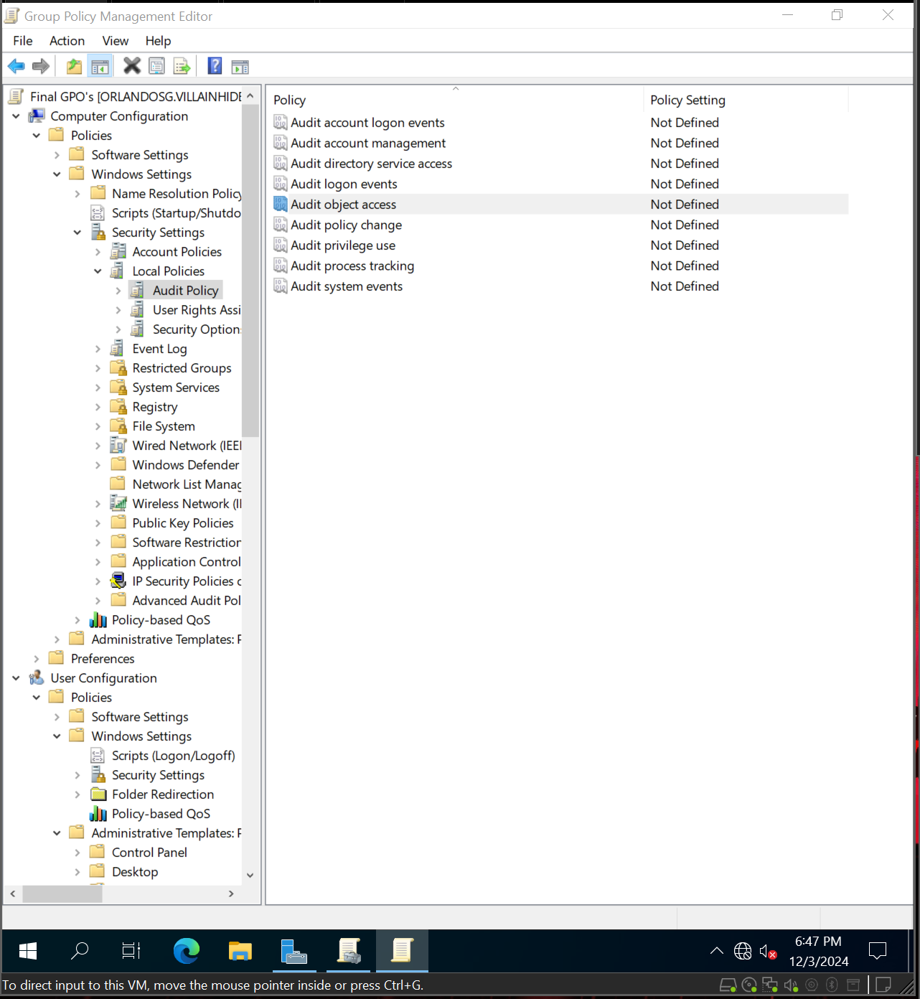 Group Policy Management Editor
File Action View Help
Final GPO's [ORLANDOSG.VILLAINHIDE
Computer Configuration
Policies
Software Settings
Windows Settings
Name Resolution Policy
Scripts (Startup/Shutdo
Security Settings
Account Policies
Local Policies
Audit Policy
User Rights Assi
Security Option
Event Log
Restricted Groups
System Services
Registry
File System
Wired Network (IEE
Windows Defender
Network List Manag
Wireless Network (I
Public Key Policies
Software Restriction
Application Control
IP Security Policies o
Advanced Audit Pol
Policy-based QoS
Administrative Templates: P
Preferences
User Configuration
Policies
Software Settings
Windows Settings
Scripts (Logon/Logoff)
Security Settings
Folder Redirection
Policy-based QoS
Administrative Templates: P
Control Panel
Desktop
Policy Policy Setting
Audit account logon events Not Defined
Audit account management Not Defined
Audit directory service access Not Defined
Audit logon events Not Defined
Audit object access Not Defined
Audit policy change Not Defined
Audit privilege use Not Defined
Audit process tracking Not Defined
Audit system events Not Defined
6:47 PM
12/3/2024
To direct input to this VM, move the mouse pointer inside or press Ctrl+G.